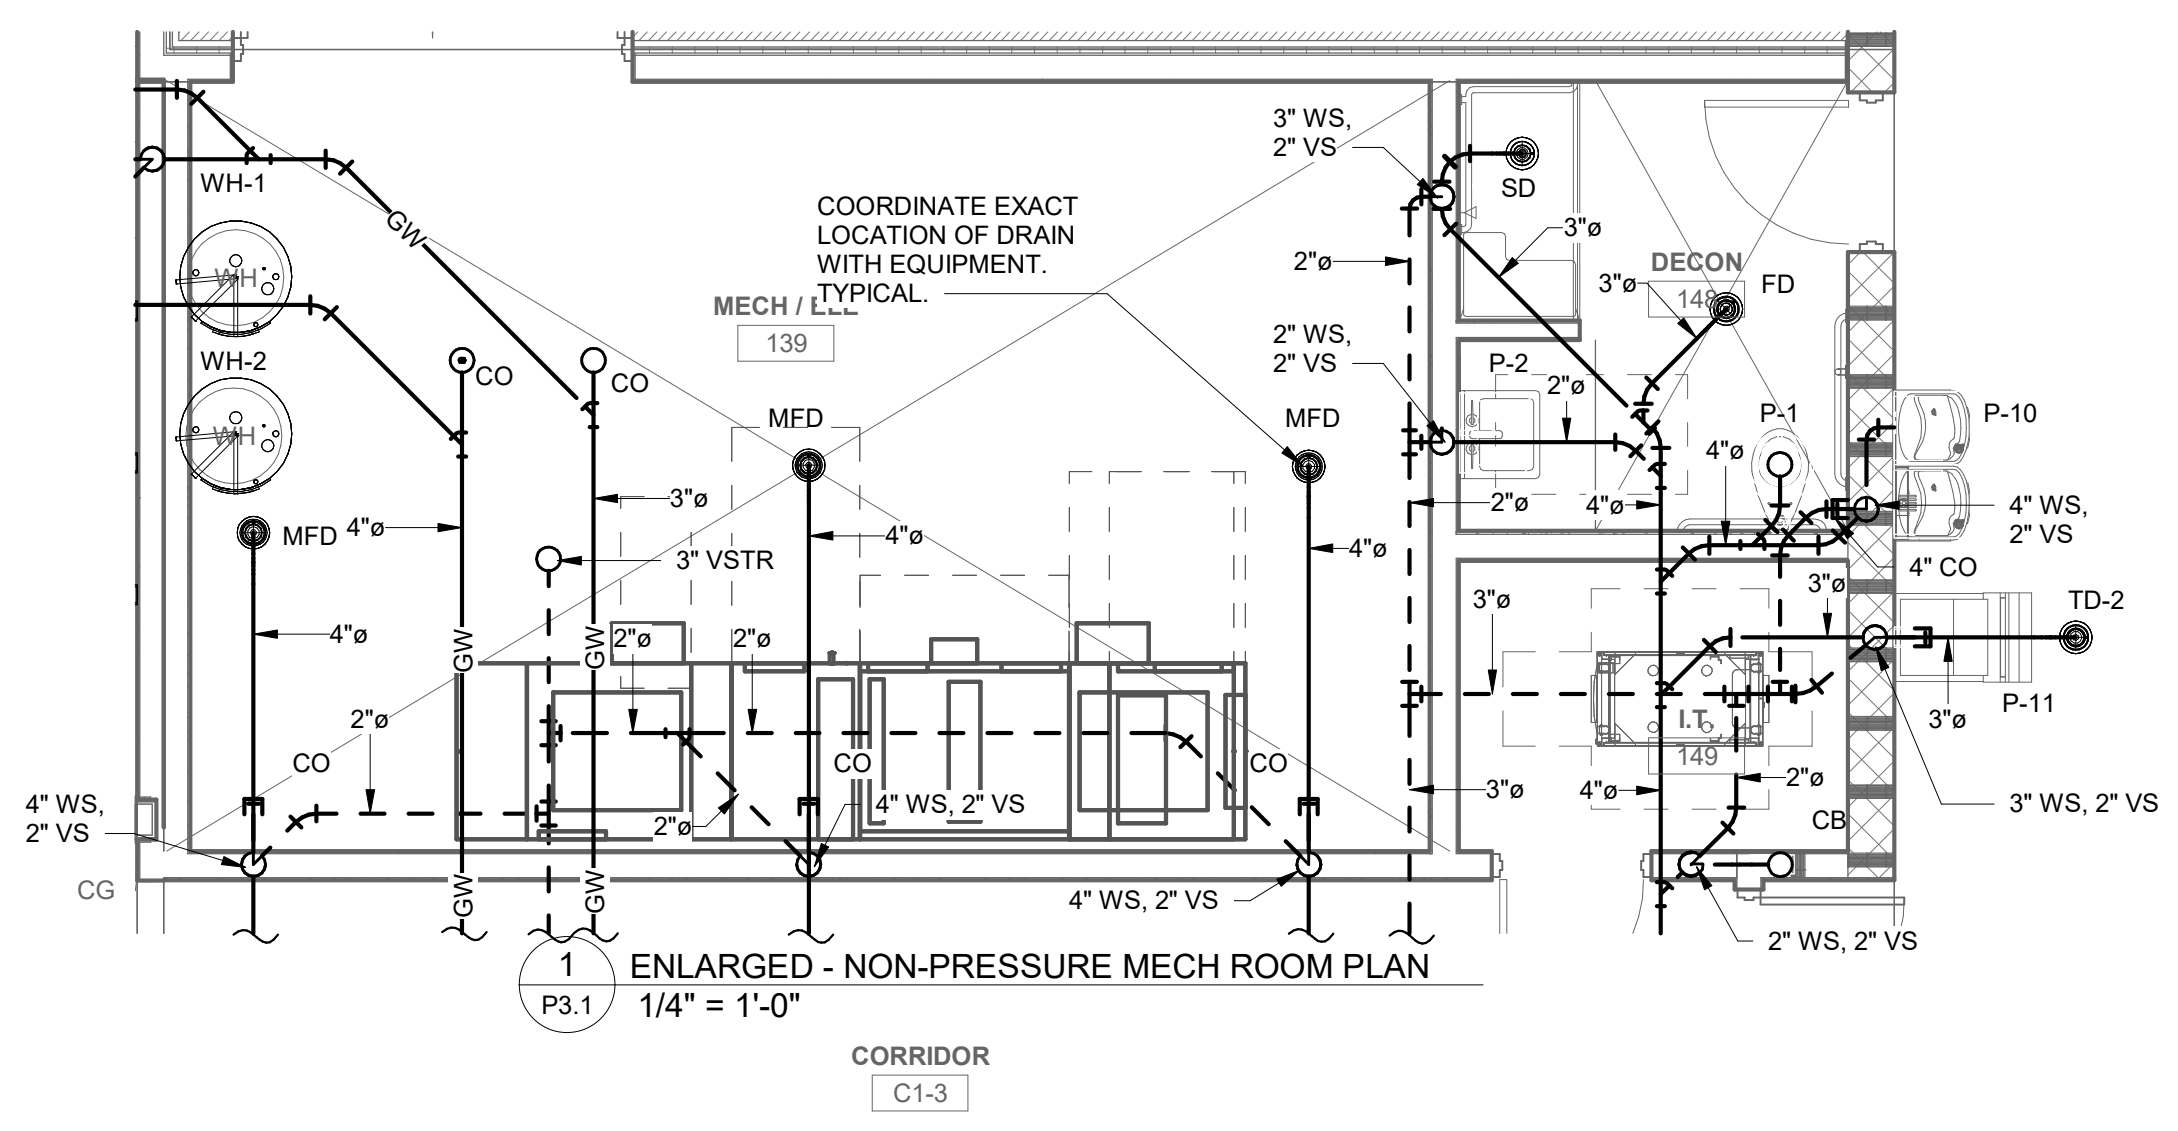 3" WS,
2" VS
WH-1
SD
COORDINATE EXACT
LOCATION OF DRAIN
WITH EQUIPMENT.
TYPICAL.
GW
3"ø
2"ø
DECON
148
3"ø
FD
WH
MECH / ELE
139
2" WS,
2" VS
WH-2
CO
CO
P-2
2"ø
MFD
MFD
P-1
P-10
WH
4"ø
3"ø
2"ø
4"ø
4" WS,
2" VS
MFD
4"ø
4"ø
4"ø
3" VSTR
4" CO
3"ø
3"ø
TD-2
4"ø
2"ø
2"ø
GW
GW
2"ø
I.T.
149
3"ø
P-11
CO
CO
CO
2"ø
4" WS,
2" VS
4" WS, 2" VS
3"ø
4"ø
3" WS, 2" VS
2"ø
CB
CG
GW
GW
4" WS, 2" VS
2" WS, 2" VS
1
P3.1
ENLARGED - NON-PRESSURE MECH ROOM PLAN
1/4" = 1'-0"
CORRIDOR
C1-3